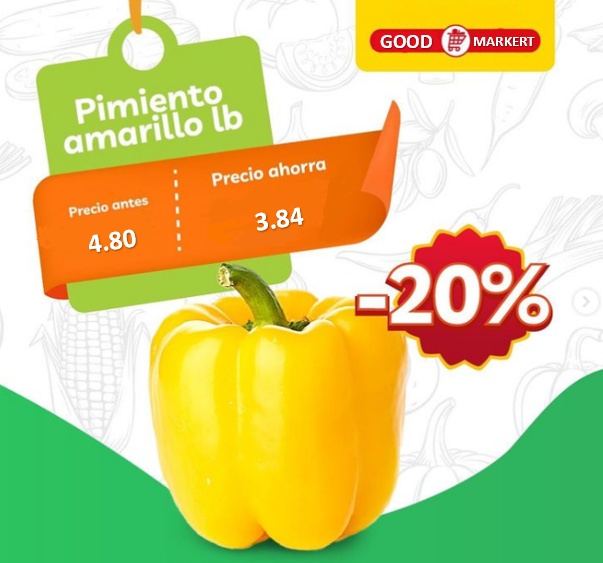 GOOD MARKERT
Pimiento
amarillo lb
Precio antes
4.80
Precio ahorra
3.84
-20%